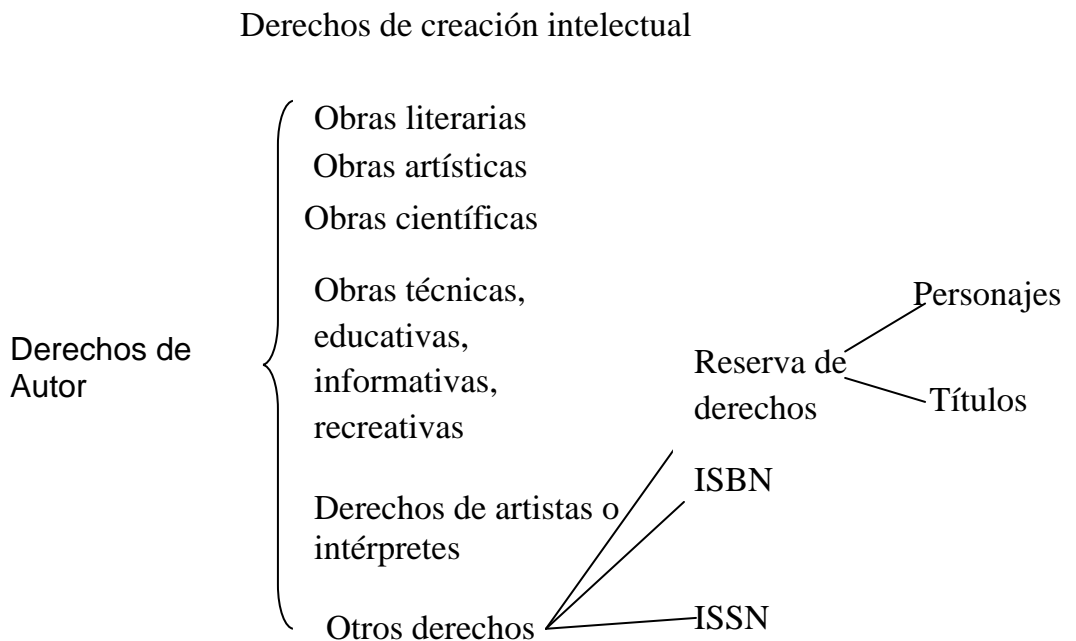 Derechos de creación intelectual
Derechos de
Autor
Obras literarias
Obras artísticas
Obras científicas
Obras técnicas,
educativas,
informativas,
recreativas
Derechos de artistas o
intérpretes
Otros derechos
Reserva de
derechos
Personajes
Títulos
ISBN
ISSN